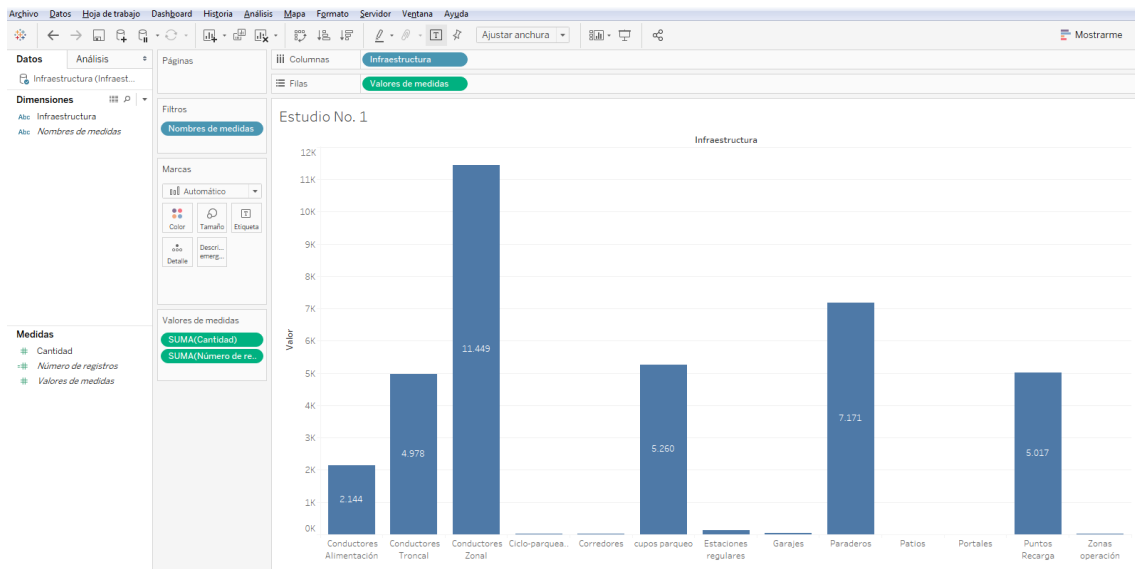 Archivo Datos Hoja de trabajo Dashboard Historia Análisis Mapa Formato Servidor Ventana Ayuda
Ajustar anchura
Mostrarme
Datos Análisis
Infraestructura (Infraest...
Dimensiones
Abc Infraestructura
Abc Nombres de medidas
Medidas
# Cantidad
=# Número de registros
# Valores de medidas
Páginas
Filtros
Nombres de medidas
Marcas
Automático
Color Tamaño Etiqueta
Detalle Descri... emerg...
Valores de medidas
SUMA(Cantidad)
SUMA(Número de re..
Columnas Infraestructura
Filas Valores de medidas
Estudio No. 1
Infraestructura
Valor
12K
11K
10K
9K
8K
7K
6K
5K
4K
3K
2K
1K
0K
2.144
4.978
11.449
5.260
7.171
5.017
Conductores Alimentación
Conductores Troncal
Conductores Zonal
Ciclo-parquea..
Corredores
cupos parqueo
Estaciones regulares
Garajes
Paraderos
Patios
Portales
Puntos Recarga
Zonas operación